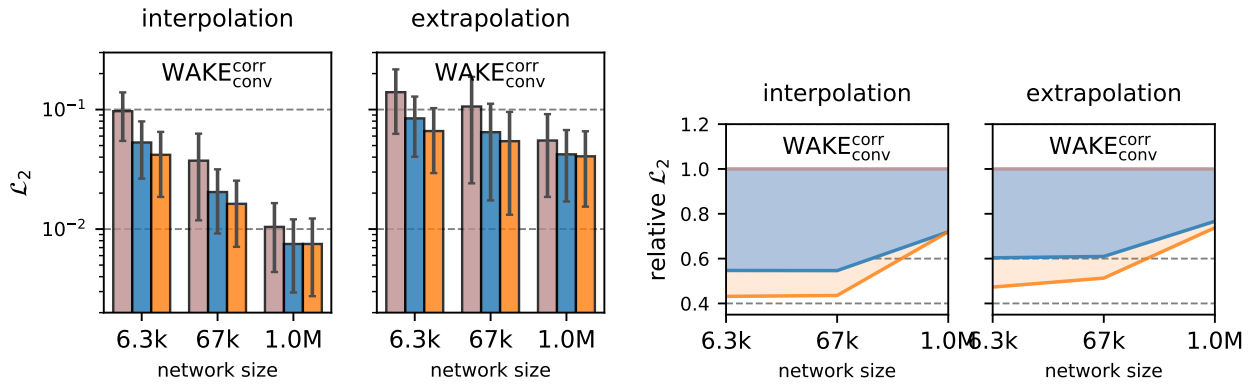 interpolation
WAKE^corr_conv
10^−1
10^−2
ℒ₂
6.3k 67k 1.0M
network size
extrapolation
WAKE^corr_conv
6.3k 67k 1.0M
network size
interpolation
WAKE^corr_conv
1.2
1.0
0.8
0.6
0.4
relative ℒ₂
6.3k 67k 1.0M
network size
extrapolation
WAKE^corr_conv
6.3k 67k 1.0M
network size